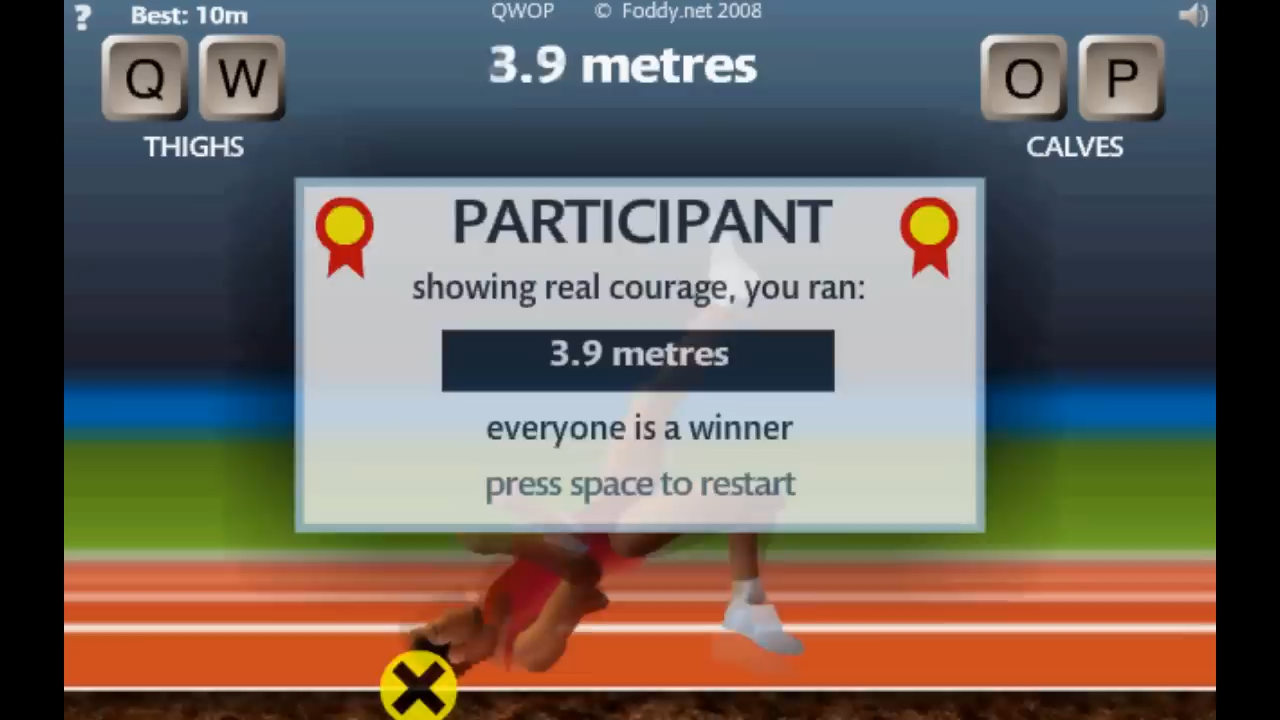 ? Best: 10m QWOP © Foddy.net 2008
3.9 metres
Q W O P
THIGHS CALVES
PARTICIPANT
showing real courage, you ran:
3.9 metres
everyone is a winner
press space to restart